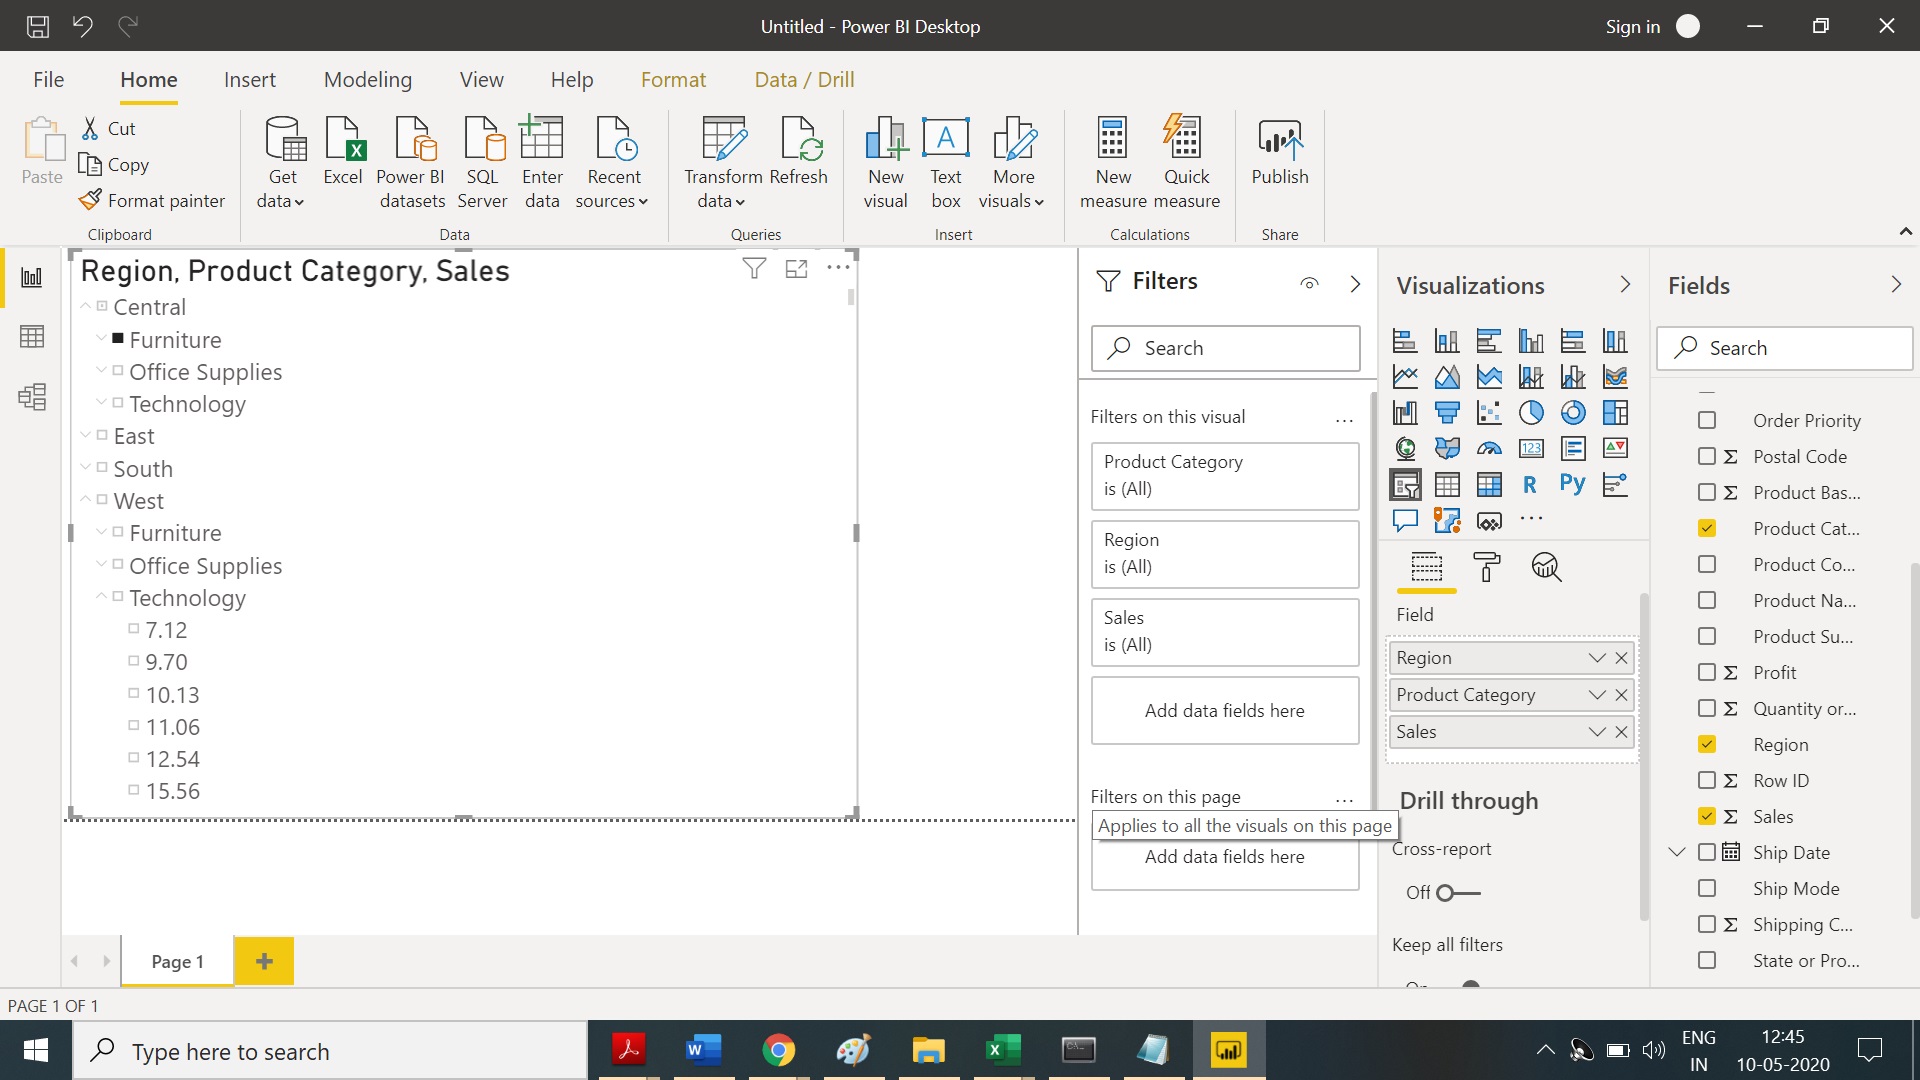 Untitled - Power BI Desktop
Sign in
File Home Insert Modeling View Help Format Data / Drill
Paste
Cut
Copy
Format painter
Clipboard
Get data
Excel
Power BI datasets
SQL Server
Enter data
Recent sources
Data
Transform data
Refresh
Queries
New visual
Text box
More visuals
Insert
New measure
Quick measure
Calculations
Publish
Share
Region, Product Category, Sales
Central
Furniture
Office Supplies
Technology
East
South
West
Furniture
Office Supplies
Technology
7.12
9.70
10.13
11.06
12.54
15.56
Filters
Search
Filters on this visual ...
Product Category
is (All)
Region
is (All)
Sales
is (All)
Add data fields here
Filters on this page ...
Applies to all the visuals on this page
Add data fields here
Visualizations
123
R
Py
Field
Region
Product Category
Sales
Drill through
Cross-report
Off
Keep all filters
Fields
Search
Order Priority
Σ Postal Code
Σ Product Bas...
Product Cat...
Product Co...
Product Na...
Product Su...
Σ Profit
Σ Quantity or...
Region
Σ Row ID
Σ Sales
Ship Date
Ship Mode
Σ Shipping C...
State or Pro...
Page 1
PAGE 1 OF 1
Type here to search
ENG
IN
12:45
10-05-2020